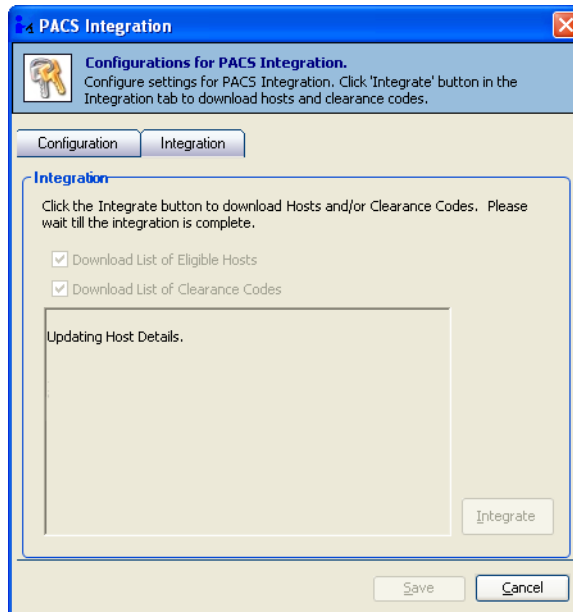 PACS Integration
Configurations for PACS Integration.
Configure settings for PACS Integration. Click 'Integrate' button in the
Integration tab to download hosts and clearance codes.
Configuration Integration
Integration
Click the Integrate button to download Hosts and/or Clearance Codes. Please
wait till the integration is complete.
Download List of Eligible Hosts
Download List of Clearance Codes
Updating Host Details.
Integrate
Save Cancel